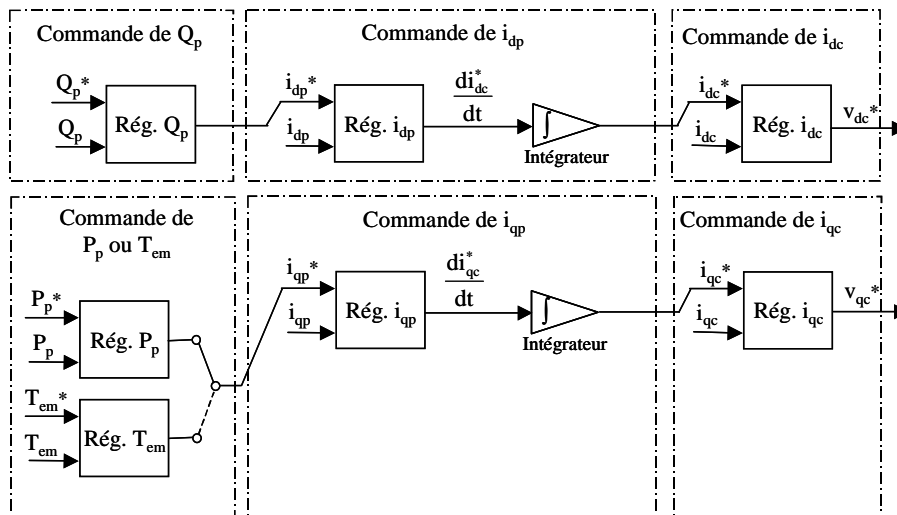 Commande de Qp
Qp*
Qp
Rég. Qp
Commande de idp
idp*
idp
Rég. idp
di*dc
dt
∫
Intégrateur
Commande de idc
idc*
idc
Rég. idc
vdc*
Commande de
Pp ou Tem
Pp*
Pp
Rég. Pp
Tem*
Tem
Rég. Tem
Commande de iqp
iqp*
iqp
Rég. iqp
di*qc
dt
∫
Intégrateur
Commande de iqc
iqc*
iqc
Rég. iqc
vqc*